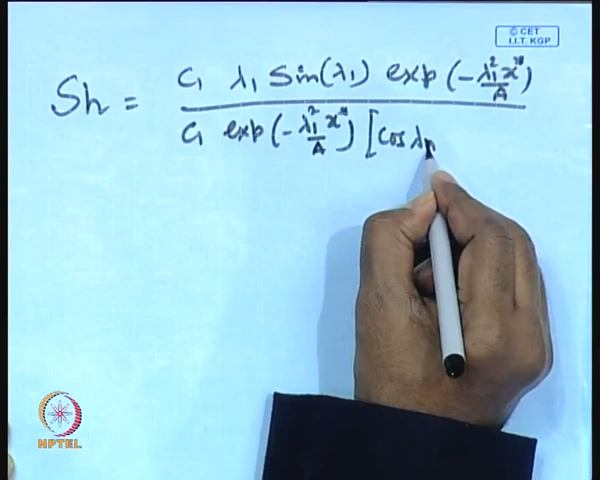 © CET
I.I.T. KGP
Sh = C₁ λ₁ Sin(λ₁) exp(-λ₁² x*/A)
C₁ exp(-λ₁² x*/A) [Cos λ₁
NPTEL